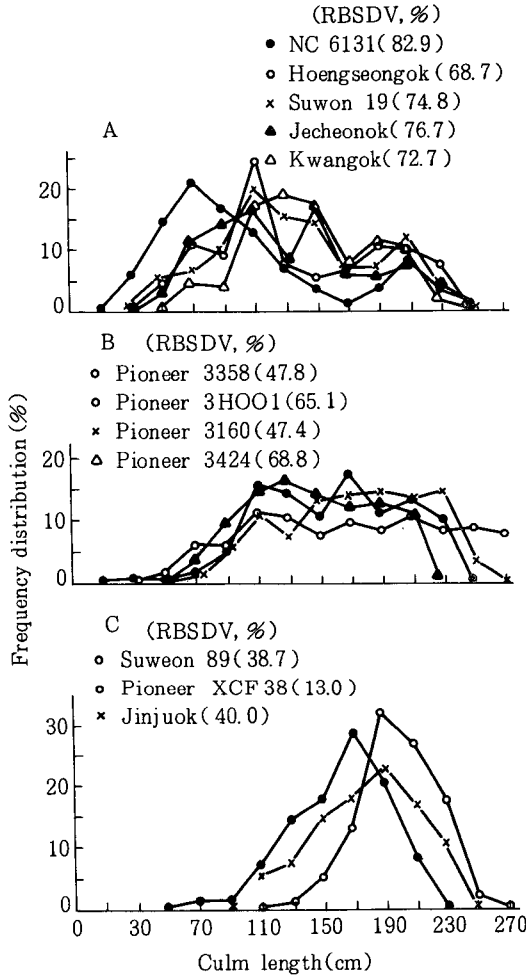 (RBSDV, %)
● NC 6131(82.9)
○ Hoengseongok(68.7)
× Suwon 19(74.8)
▲ Jecheonok(76.7)
△ Kwangok(72.7)
A
20
10
0
B (RBSDV, %)
○ Pioneer 3358(47.8)
○ Pioneer 3HOO1(65.1)
× Pioneer 3160(47.4)
△ Pioneer 3424(68.8)
20
10
0
Frequency distribution(%)
C (RBSDV, %)
○ Suweon 89(38.7)
○ Pioneer XCF 38(13.0)
× Jinjuok(40.0)
30
20
10
0
0 30 70 110 150 190 230 270
Culm length(cm)